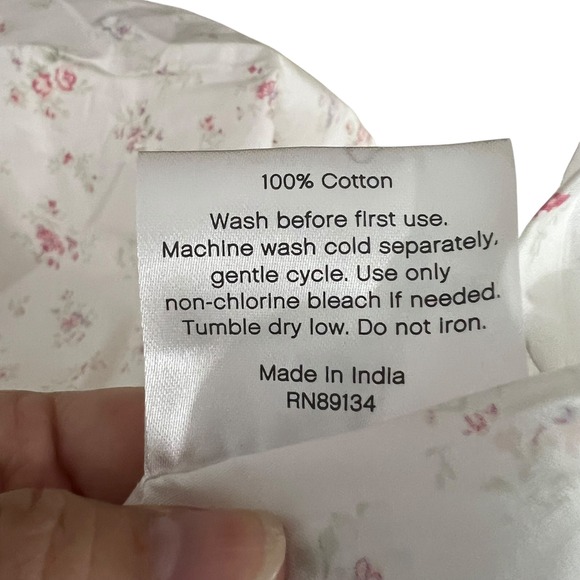 100% Cotton
Wash before first use.
Machine wash cold separately,
gentle cycle. Use only
non-chlorine bleach if needed.
Tumble dry low. Do not iron.
Made in India
RN89134